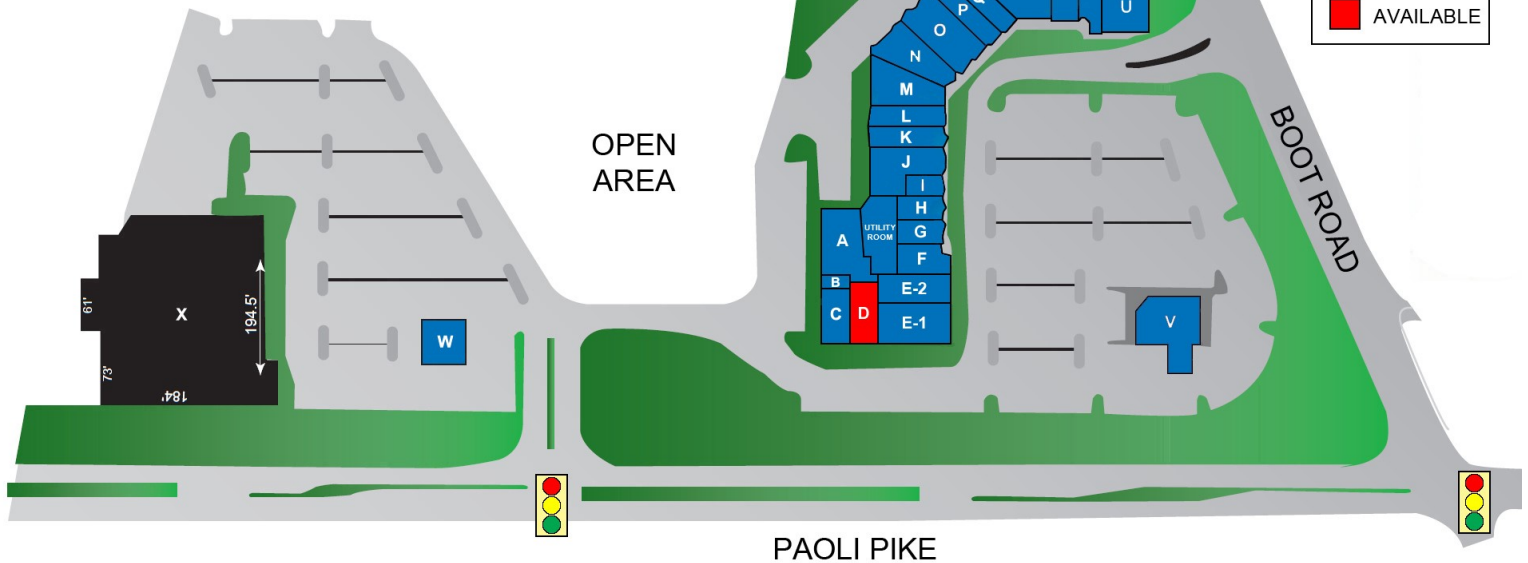 Q
P
U
AVAILABLE
O
N
M
L
K
J
I
H
G
F
UTILITY
ROOM
A
B
C
D
E-2
E-1
OPEN
AREA
BOOT ROAD
V
W
X
61'
194.5'
73'
184'
PAOLI PIKE